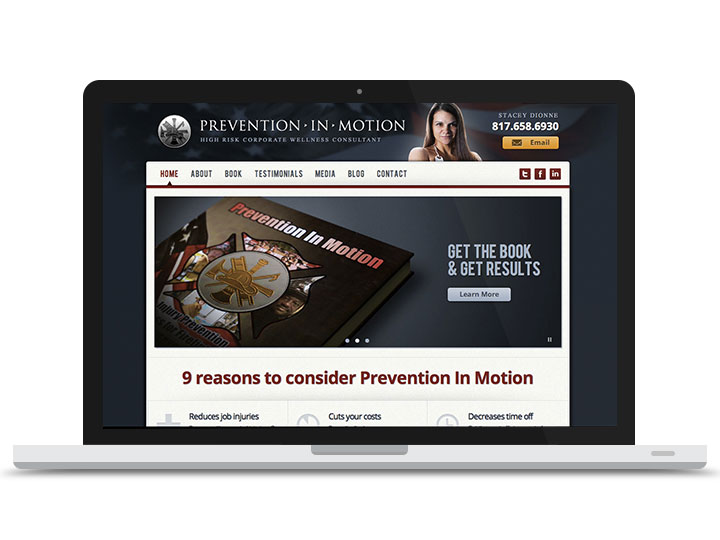 PREVENTION · IN · MOTION
HIGH RISK CORPORATE WELLNESS CONSULTANT
STACEY DIONNE
817.658.6930
Email
HOME ABOUT BOOK TESTIMONIALS MEDIA BLOG CONTACT
Prevention In Motion
Injury Prevention
GET THE BOOK
& GET RESULTS
Learn More
9 reasons to consider Prevention In Motion
Reduces job injuries
Cuts your costs
Decreases time off